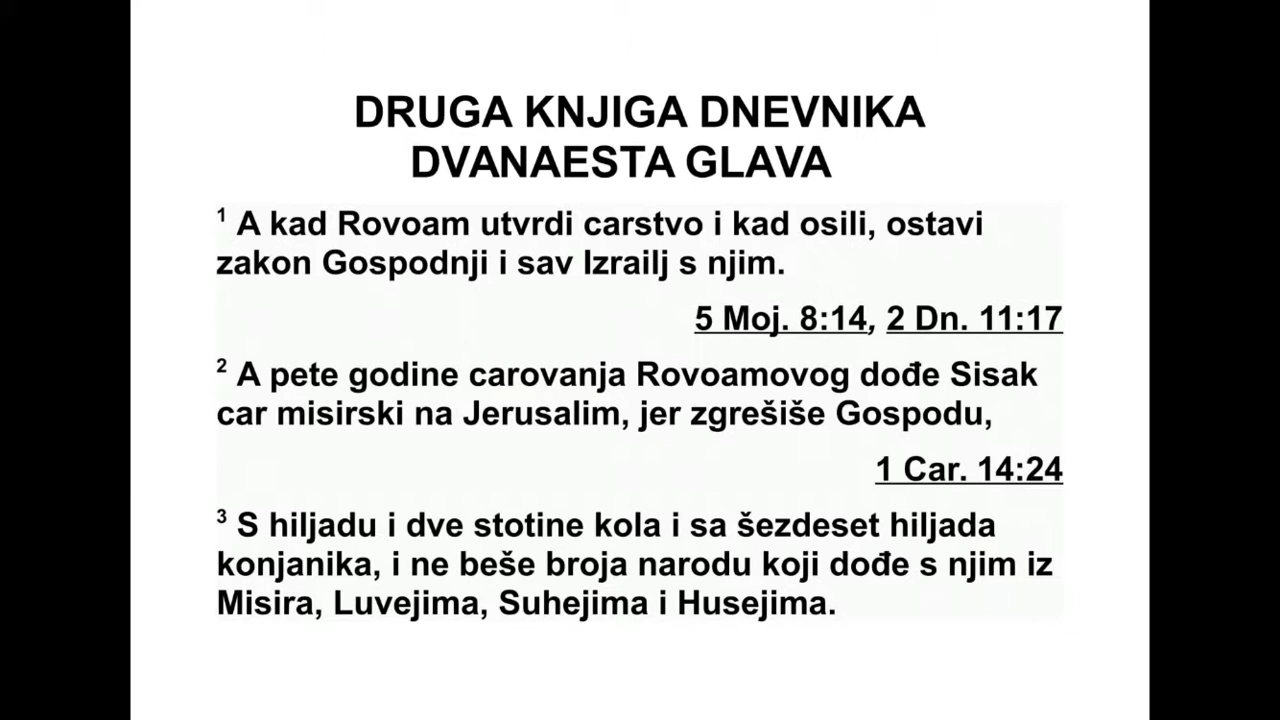 DRUGA KNJIGA DNEVNIKA
DVANAESTA GLAVA
1 A kad Rovoam utvrdi carstvo i kad osili, ostavi
zakon Gospodnji i sav Izrailj s njim.
5 Moj. 8:14, 2 Dn. 11:17
2 A pete godine carovanja Rovoamovog dođe Sisak
car misirski na Jerusalim, jer zgrešiše Gospodu,
1 Car. 14:24
3 S hiljadu i dve stotine kola i sa šezdeset hiljada
konjanika, i ne beše broja narodu koji dođe s njim iz
Misira, Luvejima, Suhejima i Husejima.